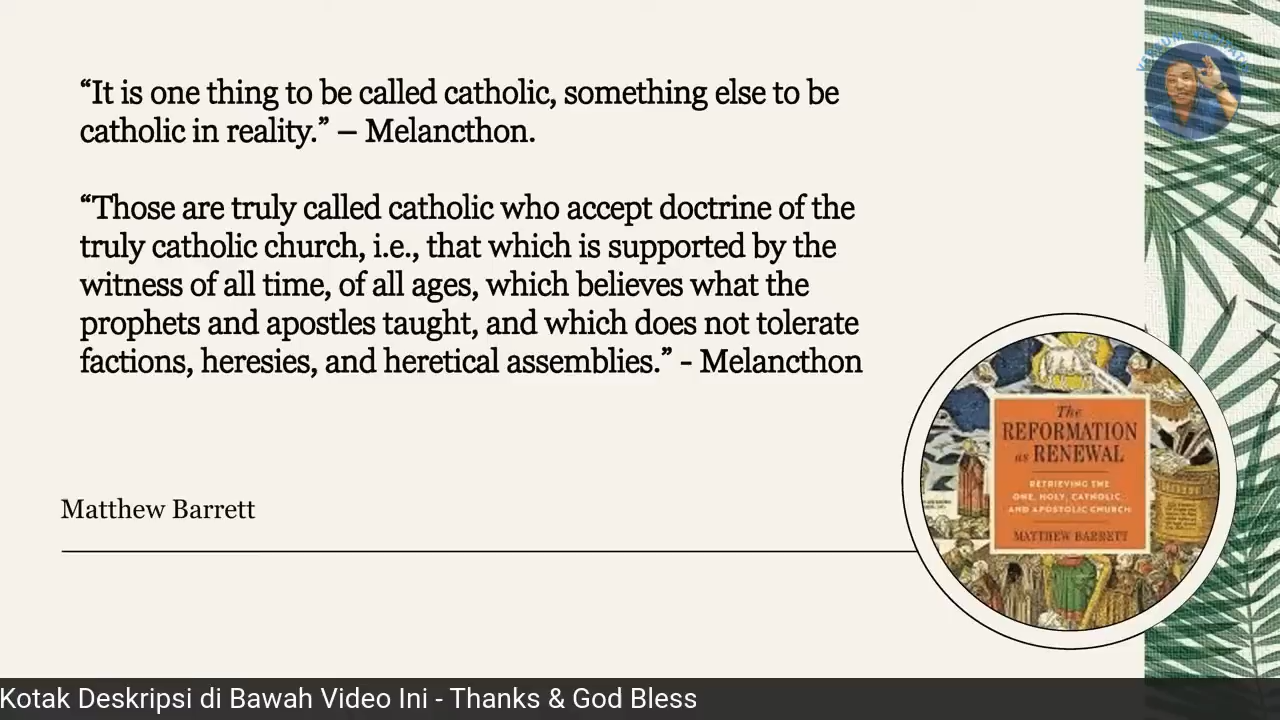 “It is one thing to be called catholic, something else to be
catholic in reality.” – Melancthon.
“Those are truly called catholic who accept doctrine of the
truly catholic church, i.e., that which is supported by the
witness of all time, of all ages, which believes what the
prophets and apostles taught, and which does not tolerate
factions, heresies, and heretical assemblies.” - Melancthon
Matthew Barrett
The
REFORMATION
as RENEWAL
RETRIEVING THE
ONE, HOLY, CATHOLIC,
AND APOSTOLIC CHURCH
MATTHEW BARRETT
Kotak Deskripsi di Bawah Video Ini - Thanks & God Bless